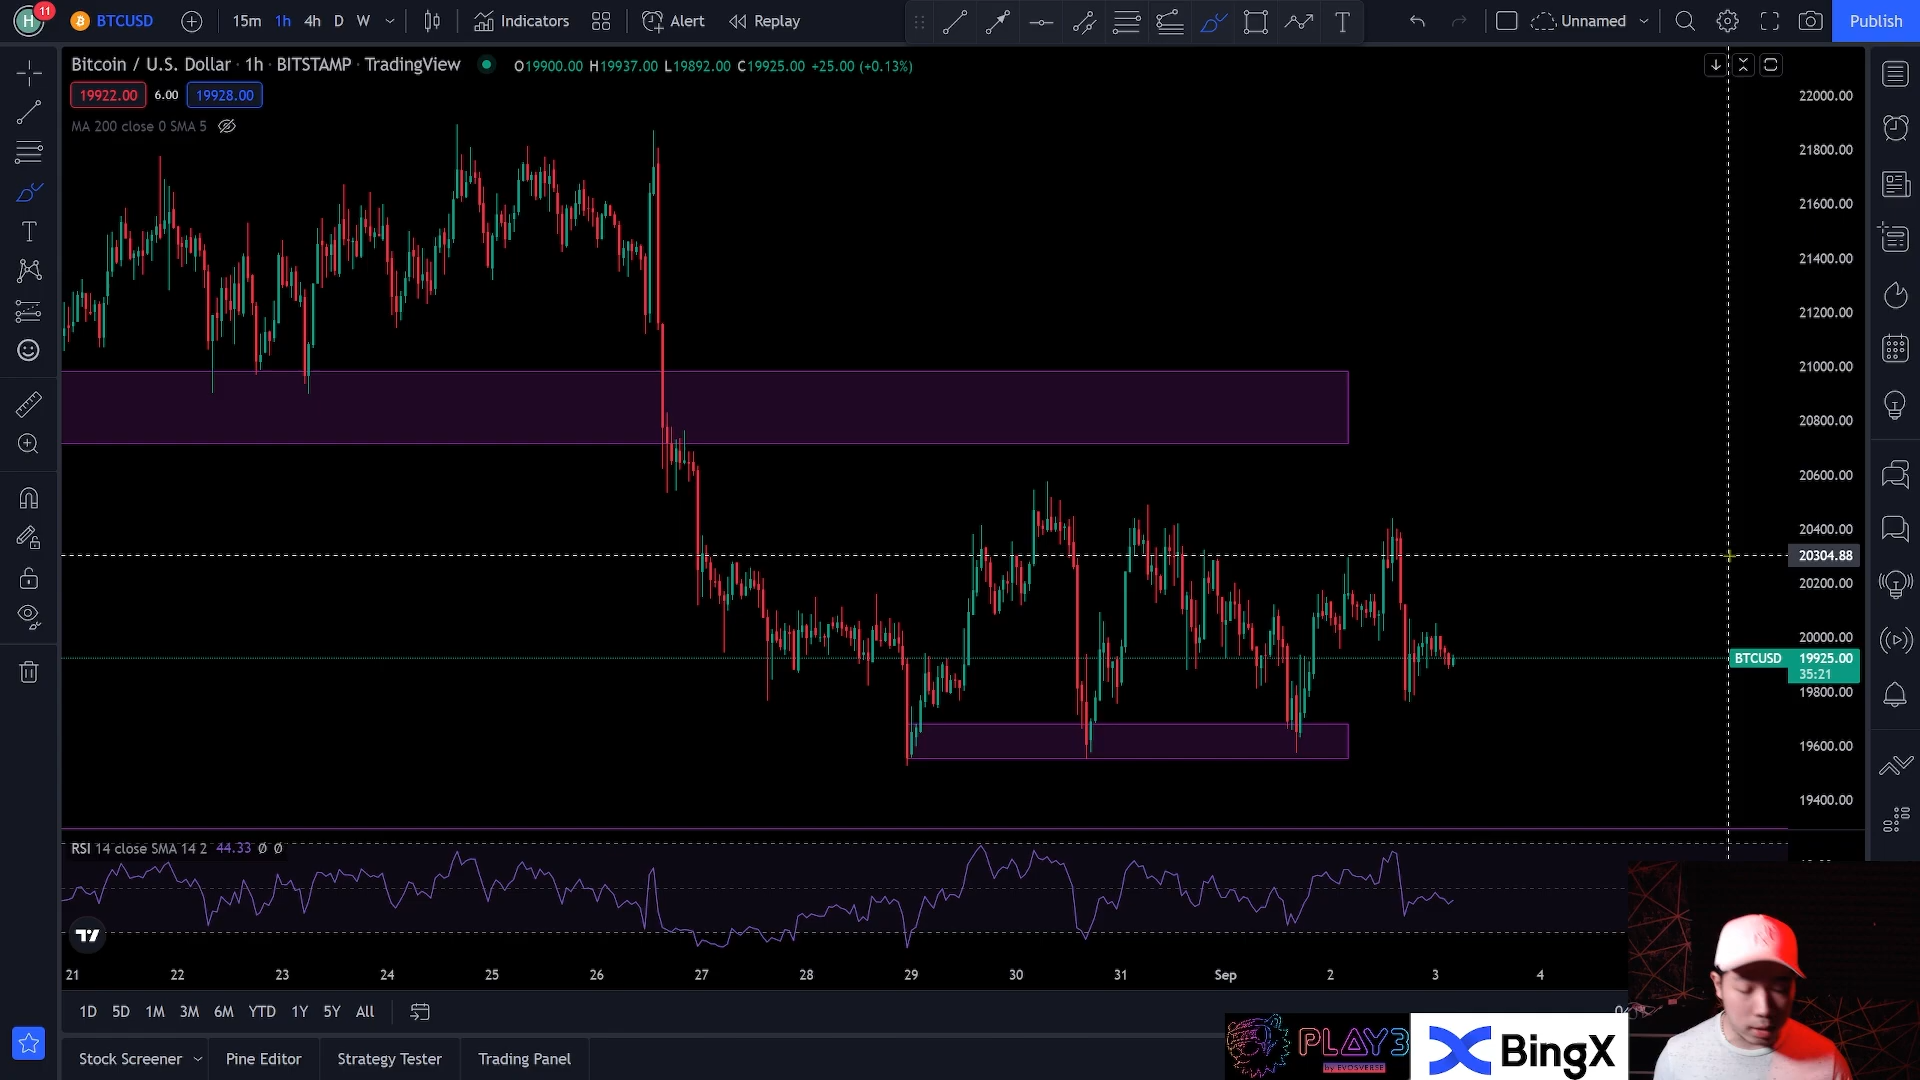 H 11 BTCUSD 15m 1h 4h D W Indicators Alert Replay T Unnamed Publish
Bitcoin / U.S. Dollar · 1h · BITSTAMP · TradingView O19900.00 H19937.00 L19892.00 C19925.00 +25.00 (+0.13%)
19922.00 6.00 19928.00
MA 200 close 0 SMA 5
22000.00
21800.00
21600.00
21400.00
21200.00
21000.00
20800.00
20600.00
20400.00
20304.88
20200.00
20000.00
BTCUSD 19925.00
35:21
19800.00
19600.00
19400.00
RSI 14 close SMA 14 2 44.33 Ø Ø
21 22 23 24 25 26 27 28 29 30 31 Sep 2 3 4
1D 5D 1M 3M 6M YTD 1Y 5Y All
Stock Screener Pine Editor Strategy Tester Trading Panel
PLAY3
by EVOSVERSE
BingX